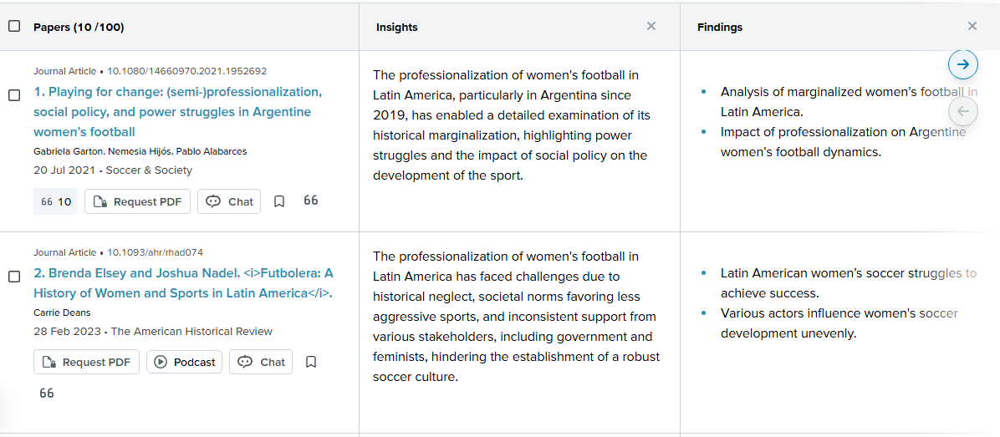 Papers (10 /100)
Insights
Findings
Journal Article • 10.1080/14660970.2021.1952692
1. Playing for change: (semi-)professionalization,
social policy, and power struggles in Argentine
women’s football
Gabriela Garton, Nemesia Hijós, Pablo Alabarces
20 Jul 2021 - Soccer & Society
10
Request PDF
Chat
The professionalization of women's football in
Latin America, particularly in Argentina since
2019, has enabled a detailed examination of its
historical marginalization, highlighting power
struggles and the impact of social policy on the
development of the sport.
• Analysis of marginalized women's football in
Latin America.
• Impact of professionalization on Argentine
women's football dynamics.
Journal Article • 10.1093/ahr/rhad074
2. Brenda Elsey and Joshua Nadel. <i>Futbolera: A
History of Women and Sports in Latin America</i>.
Carrie Deans
28 Feb 2023 - The American Historical Review
Request PDF
Podcast
Chat
The professionalization of women's football in
Latin America has faced challenges due to
historical neglect, societal norms favoring less
aggressive sports, and inconsistent support from
various stakeholders, including government and
feminists, hindering the establishment of a robust
soccer culture.
• Latin American women’s soccer struggles to
achieve success.
• Various actors influence women's soccer
development unevenly.